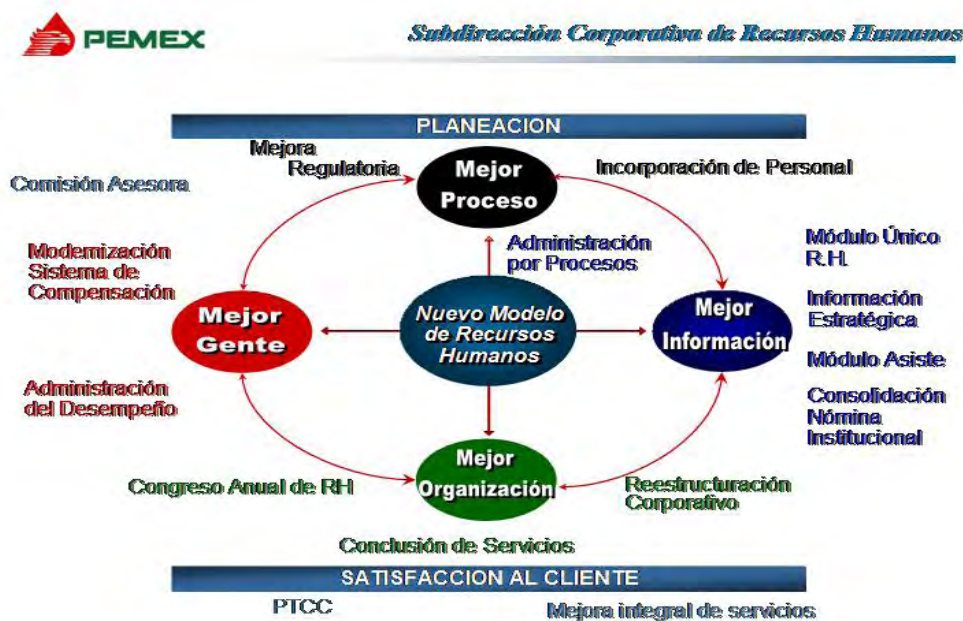 PEMEX
Subdirección Corporativa de Recursos Humanos
PLANEACION
Mejora
Regulatoria
Mejor
Proceso
Incorporación de Personal
Comisión Asesora
Administración
por Procesos
Módulo Único
R.H.
Modernización
Sistema de
Compensación
Información
Estratégica
Mejor
Gente
Nuevo Modelo
de Recursos
Humanos
Mejor
Información
Módulo Asiste
Administración
del Desempeño
Consolidación
Nómina
Institucional
Mejor
Organización
Congreso Anual de RH
Reestructuración
Corporativo
Conclusión de Servicios
SATISFACCION AL CLIENTE
PTCC
Mejora integral de servicios